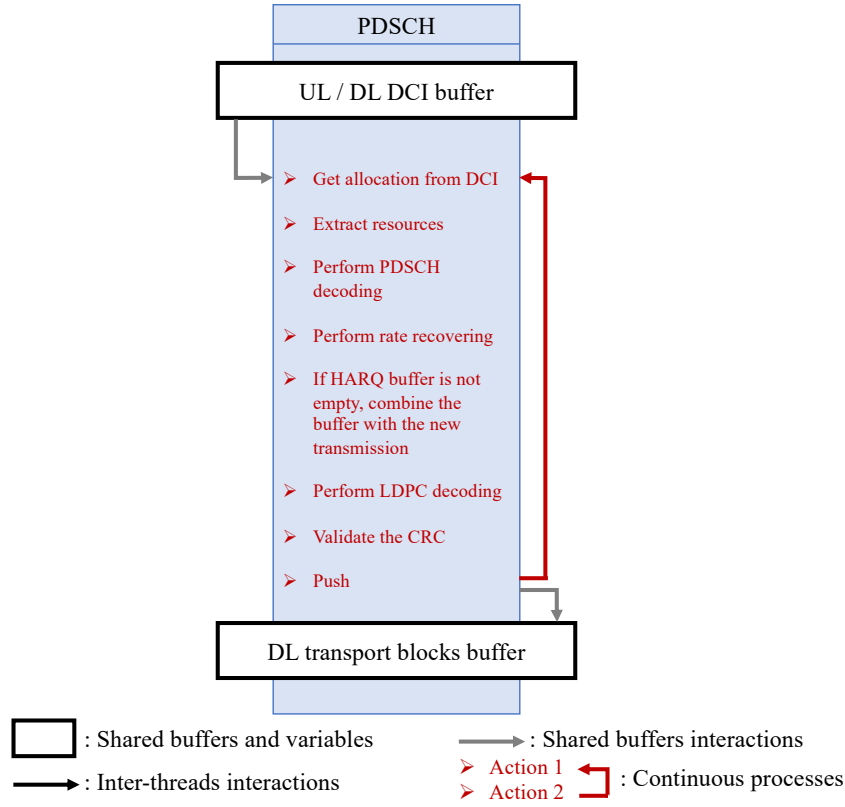 PDSCH
UL / DL DCI buffer
➢ Get allocation from DCI
➢ Extract resources
➢ Perform PDSCH
decoding
➢ Perform rate recovering
➢ If HARQ buffer is not
empty, combine the
buffer with the new
transmission
➢ Perform LDPC decoding
➢ Validate the CRC
➢ Push
DL transport blocks buffer
: Shared buffers and variables
: Shared buffers interactions
: Inter-threads interactions
➢ Action 1
➢ Action 2
: Continuous processes